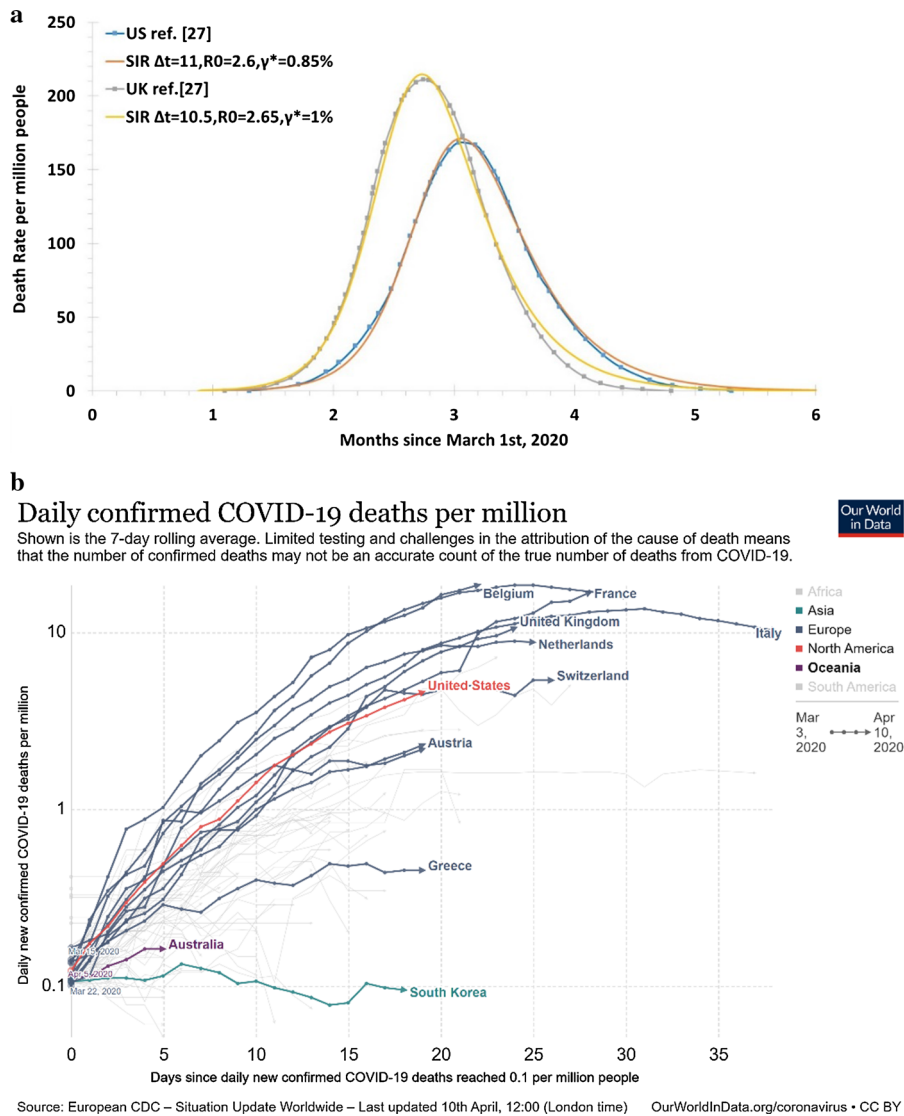 a
250
200
150
100
50
0
Death Rate per million people
US ref. [27]
SIR Δt=11,R0=2.6,γ*=0.85%
UK ref.[27]
SIR Δt=10.5,R0=2.65,γ*=1%
0 1 2 3 4 5 6
Months since March 1st, 2020
b
Daily confirmed COVID-19 deaths per million
Shown is the 7-day rolling average. Limited testing and challenges in the attribution of the cause of death means
that the number of confirmed deaths may not be an accurate count of the true number of deaths from COVID-19.
Our World
in Data
Daily new confirmed COVID-19 deaths per million
10
1
0.1
Belgium
France
United Kingdom
Italy
Netherlands
Switzerland
United States
Austria
Greece
Australia
South Korea
Mar 15, 2020
Apr 5, 2020
Mar 22, 2020
Africa
Asia
Europe
North America
Oceania
South America
Mar 3, 2020
Apr 10, 2020
0 5 10 15 20 25 30 35
Days since daily new confirmed COVID-19 deaths reached 0.1 per million people
Source: European CDC – Situation Update Worldwide – Last updated 10th April, 12:00 (London time) OurWorldInData.org/coronavirus • CC BY